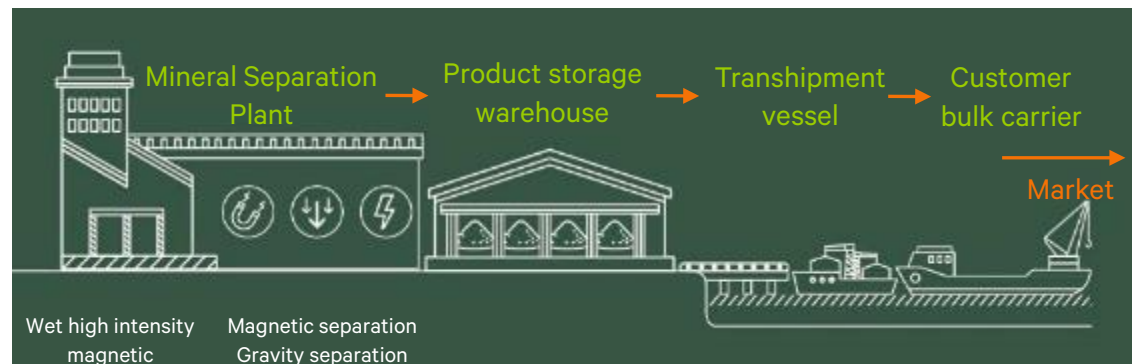 Mineral Separation
Plant
Product storage
warehouse
Transhipment
vessel
Customer
bulk carrier
Market
Wet high intensity
magnetic
Magnetic separation
Gravity separation